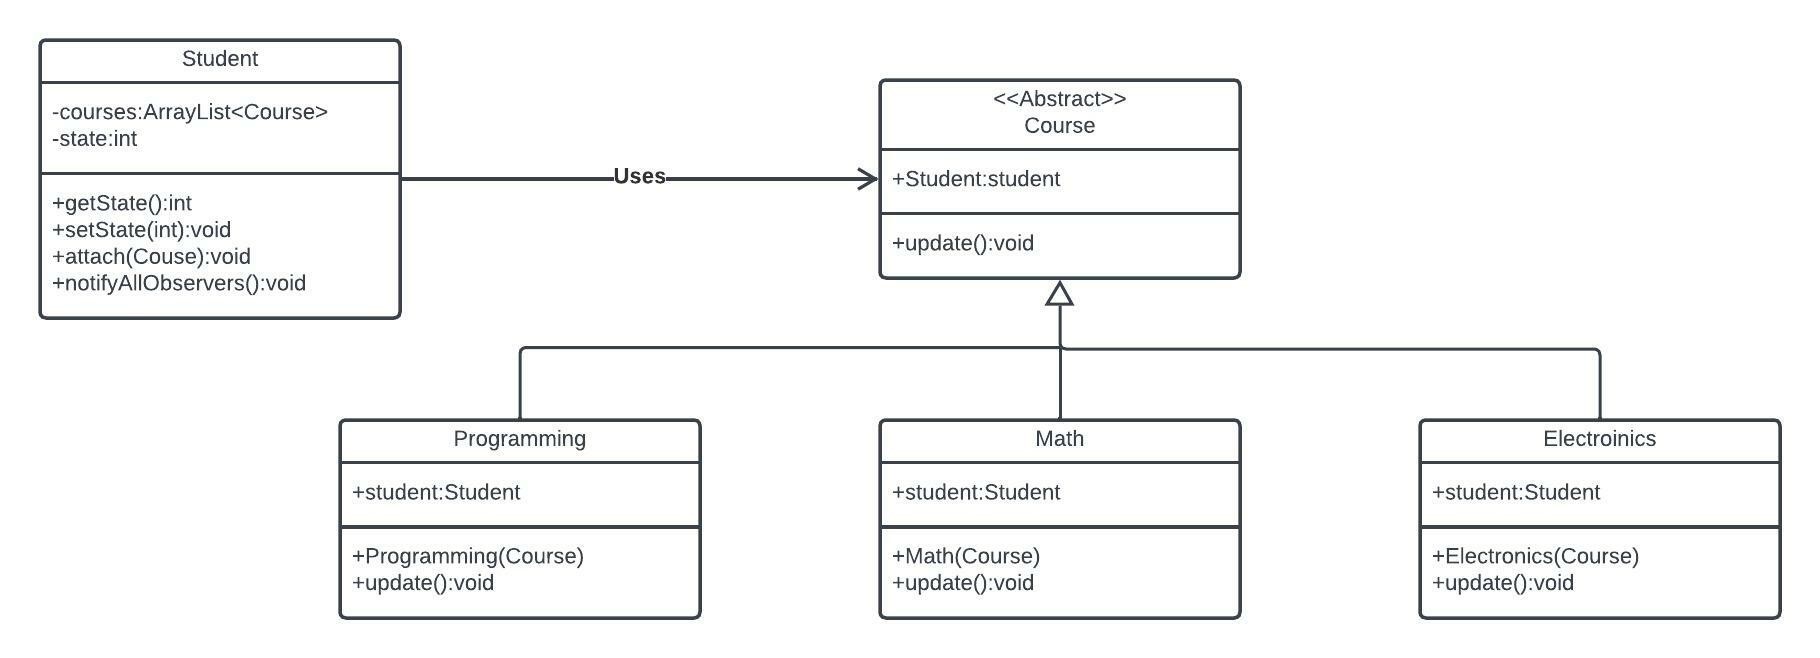 Student
-courses:ArrayList<Course>
-state:int
+getState():int
+setState(int):void
+attach(Couse):void
+notifyAllObservers():void
Uses
<<Abstract>>
Course
+Student:student
+update():void
Programming
+student:Student
+Programming(Course)
+update():void
Math
+student:Student
+Math(Course)
+update():void
Electroinics
+student:Student
+Electronics(Course)
+update():void